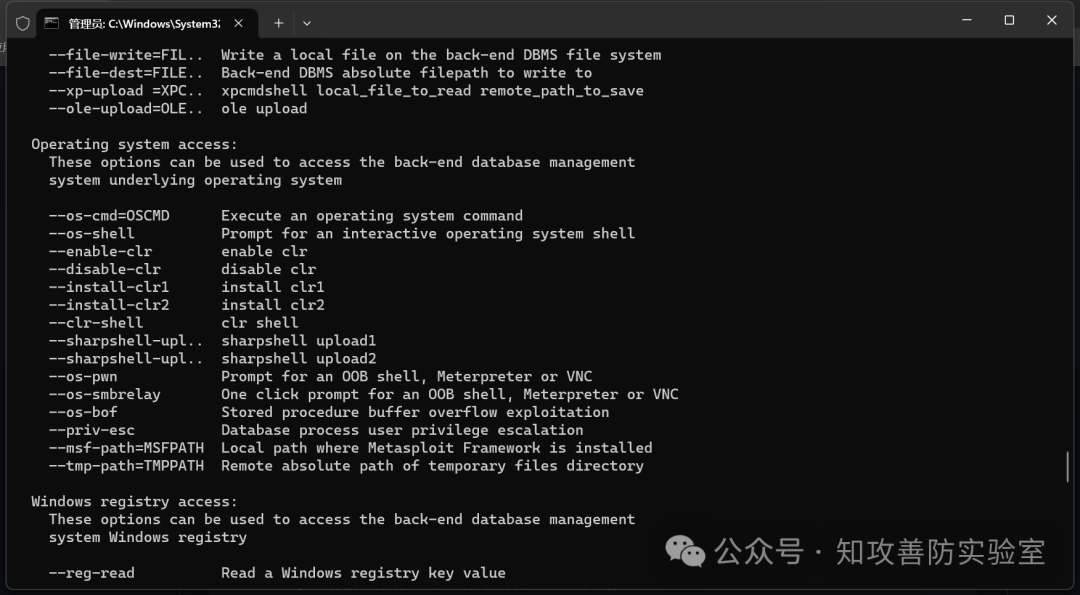 管理员: C:\Windows\System32
--file-write=FIL..  Write a local file on the back-end DBMS file system
--file-dest=FILE..  Back-end DBMS absolute filepath to write to
--xp-upload =XPC..  xpcmdshell local_file_to_read remote_path_to_save
--ole-upload=OLE..  ole upload
Operating system access:
These options can be used to access the back-end database management
system underlying operating system
--os-cmd=OSCMD      Execute an operating system command
--os-shell          Prompt for an interactive operating system shell
--enable-clr        enable clr
--disable-clr       disable clr
--install-clr1      install clr1
--install-clr2      install clr2
--clr-shell         clr shell
--sharpshell-upl..  sharpshell upload1
--sharpshell-upl..  sharpshell upload2
--os-pwn            Prompt for an OOB shell, Meterpreter or VNC
--os-smbrelay       One click prompt for an OOB shell, Meterpreter or VNC
--os-bof            Stored procedure buffer overflow exploitation
--priv-esc          Database process user privilege escalation
--msf-path=MSFPATH  Local path where Metasploit Framework is installed
--tmp-path=TMPPATH  Remote absolute path of temporary files directory
Windows registry access:
These options can be used to access the back-end database management
system Windows registry
--reg-read          Read a Windows registry key value
公众号 · 知攻善防实验室